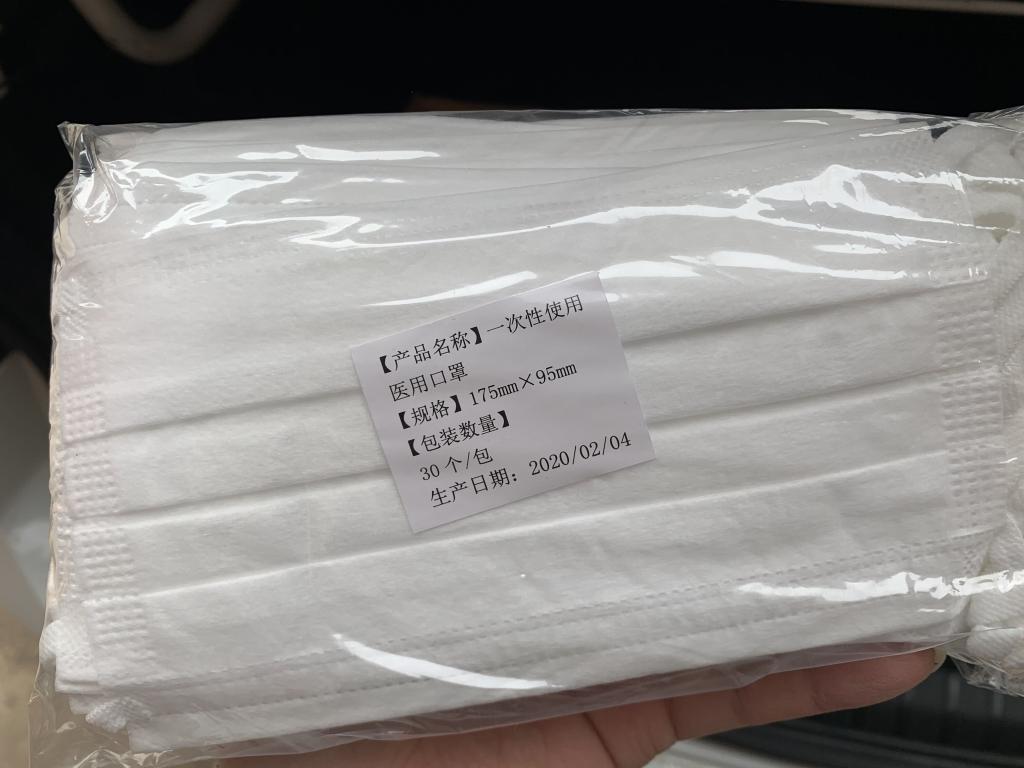 【产品名称】一次性使用
医用口罩
【规格】175mm×95mm
【包装数量】
30 个/包
生产日期：2020/02/04